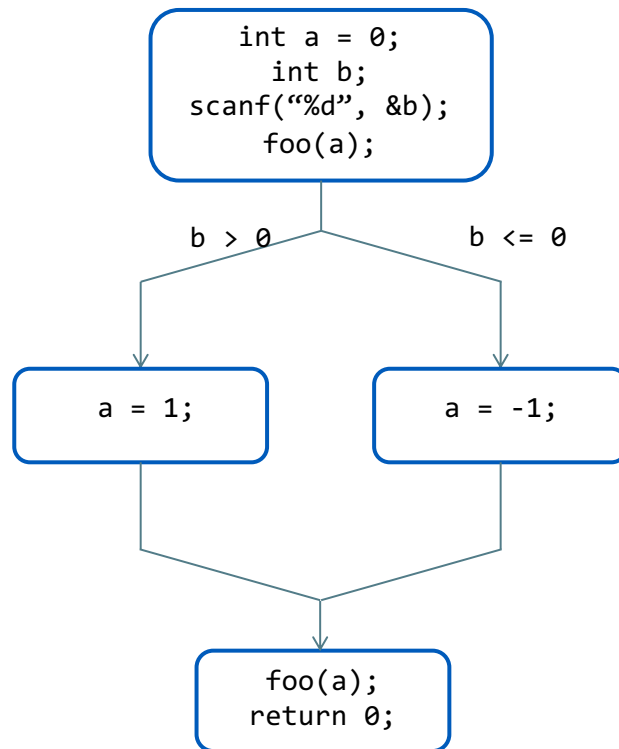 int a = 0;
int b;
scanf(“%d”, &b);
foo(a);
b > 0
b <= 0
a = 1;
a = -1;
foo(a);
return 0;